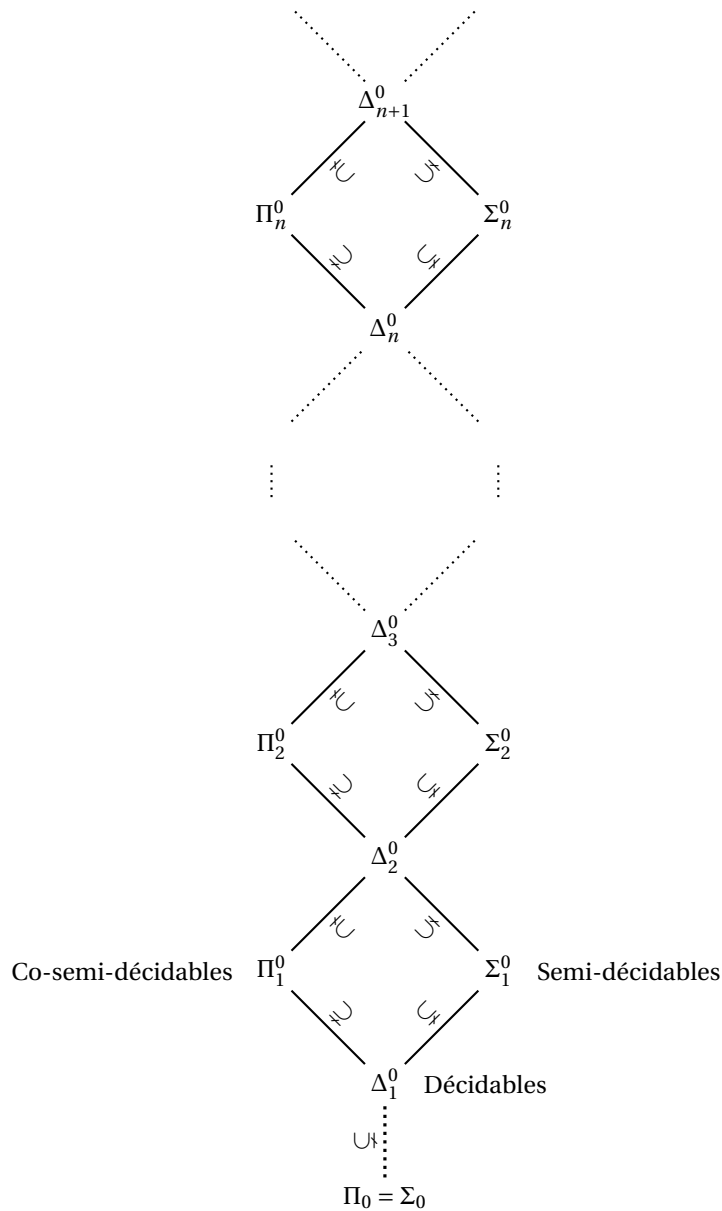 Δ⁰ₙ₊₁
⊊ ⊊
Π⁰ₙ Σ⁰ₙ
⊊ ⊊
Δ⁰ₙ
Δ⁰₃
⊊ ⊊
Π⁰₂ Σ⁰₂
⊊ ⊊
Δ⁰₂
⊊ ⊊
Co-semi-décidables Π⁰₁ Σ⁰₁ Semi-décidables
⊊ ⊊
Δ⁰₁ Décidables
⊊
Π₀ = Σ₀